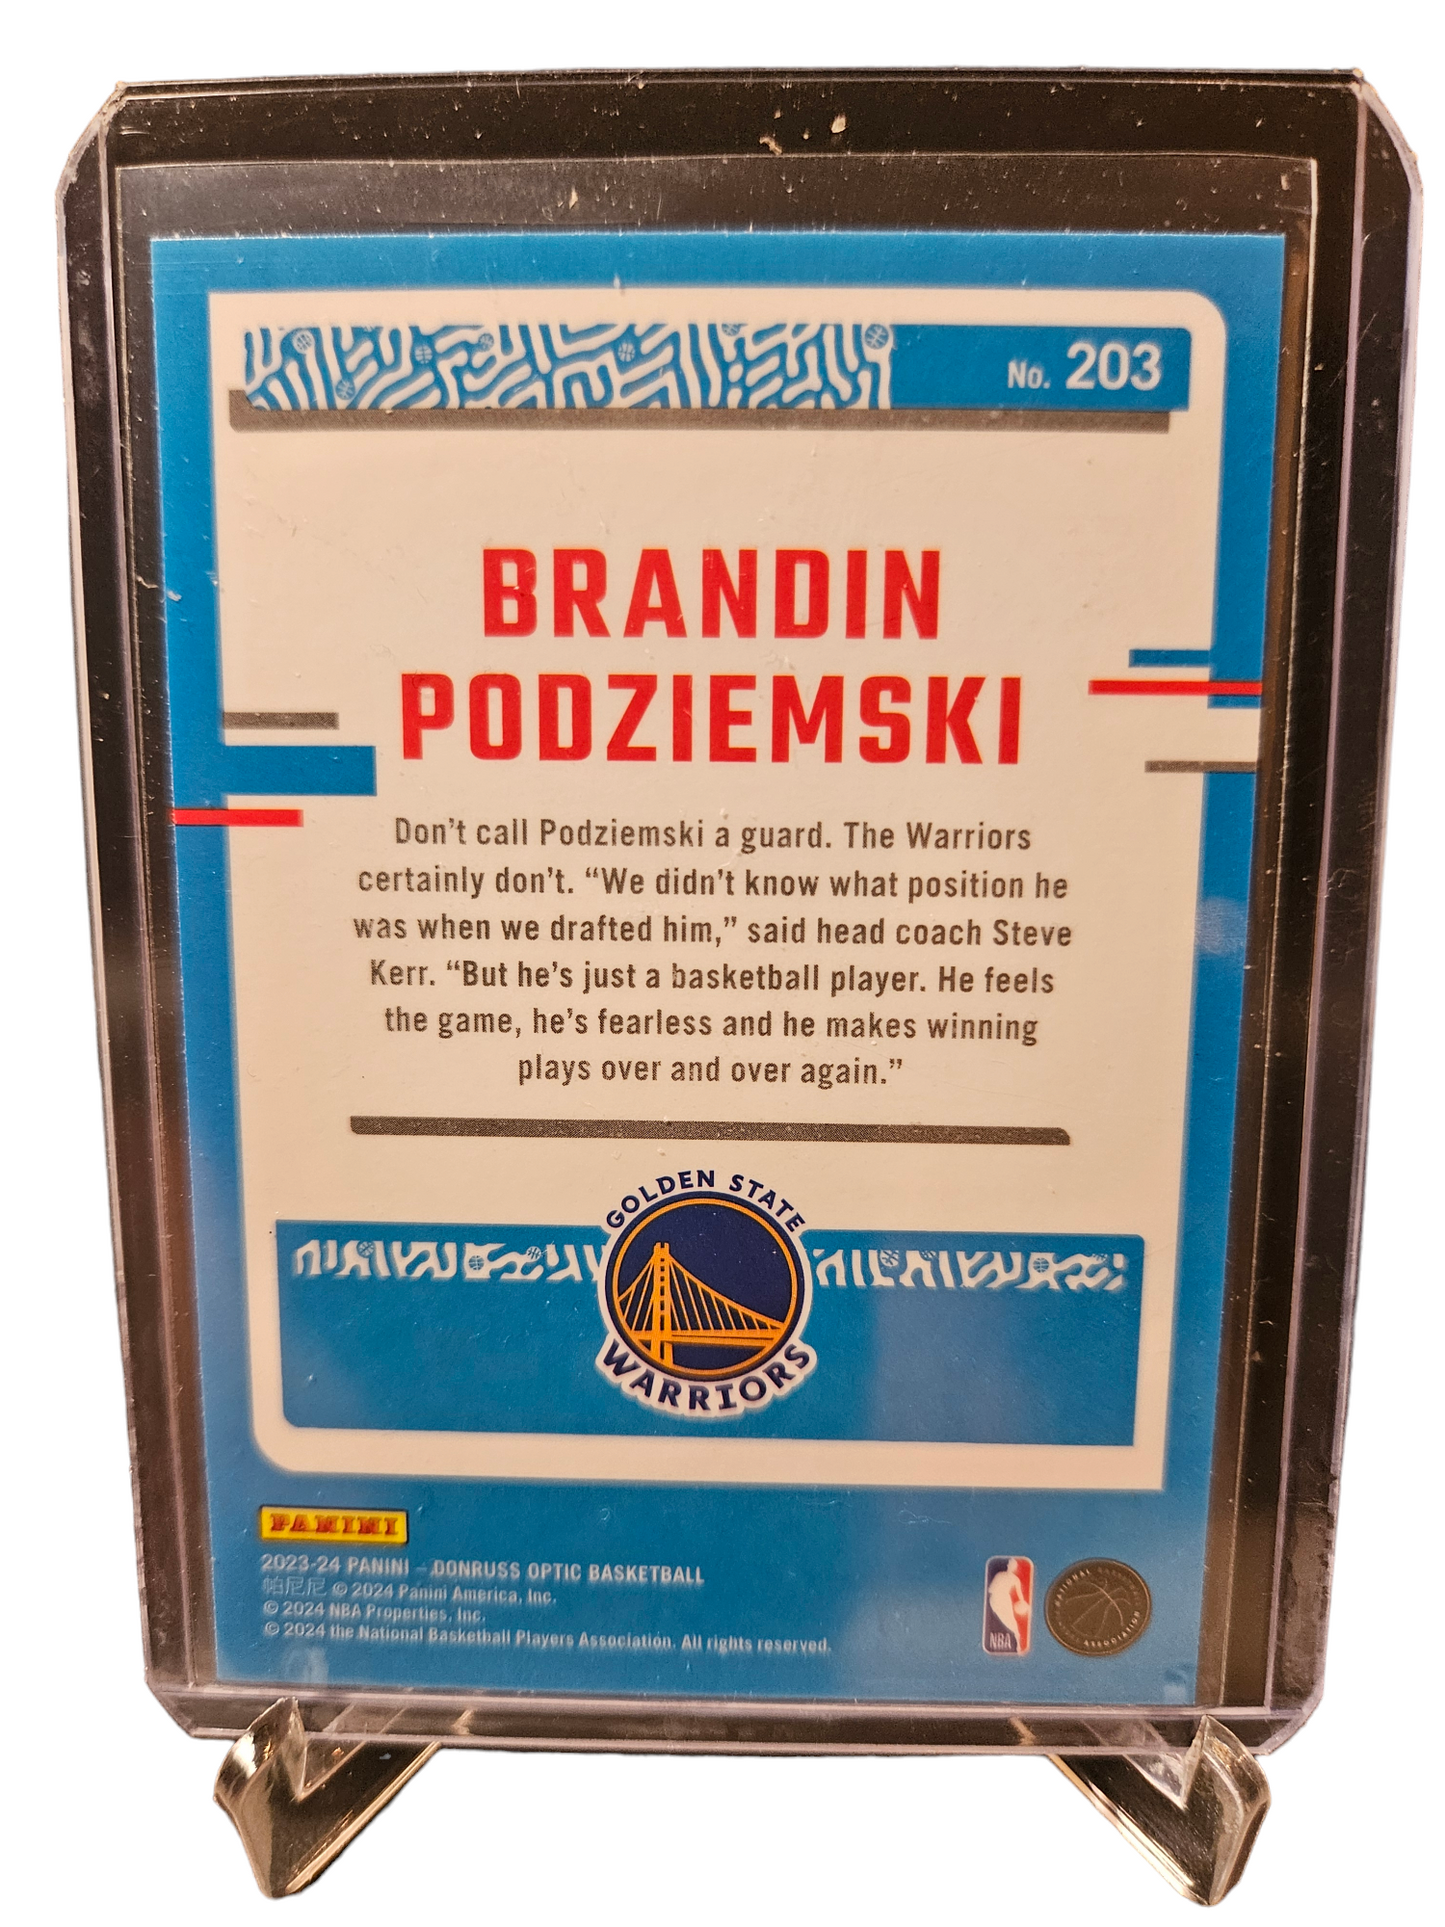 No. 203
BRANDIN
PODZIEMSKI
Don't call Podziemski a guard. The Warriors
certainly don't. “We didn't know what position he
was when we drafted him,” said head coach Steve
Kerr. “But he's just a basketball player. He feels
the game, he's fearless and he makes winning
plays over and over again.”
GOLDEN STATE
WARRIORS
PANINI
2023-24 PANINI – DONRUSS OPTIC BASKETBALL
帕尼尼 © 2024 Panini America, Inc.
© 2024 NBA Properties, Inc.
© 2024 the National Basketball Players Association. All rights reserved.
NBA
NATIONAL BASKETBALL
ASSOCIATION